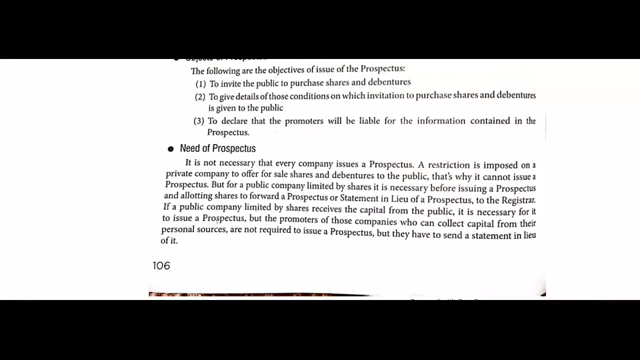 Objects of Prospectus
The following are the objectives of issue of the Prospectus:
(1) To invite the public to purchase shares and debentures
(2) To give details of those conditions on which invitation to purchase shares and debentures
is given to the public
(3) To declare that the promoters will be liable for the information contained in the
Prospectus.
• Need of Prospectus
It is not necessary that every company issues a Prospectus. A restriction is imposed on a
private company to offer for sale shares and debentures to the public, that's why it cannot issue a
Prospectus. But for a public company limited by shares it is necessary before issuing a Prospectus
and allotting shares to forward a Prospectus or Statement in Lieu of a Prospectus, to the Registrar.
If a public company limited by shares receives the capital from the public, it is necessary for it
to issue a Prospectus, but the promoters of those companies who can collect capital from their
personal sources, are not required to issue a Prospectus, but they have to send a statement in lieu
of it.
106